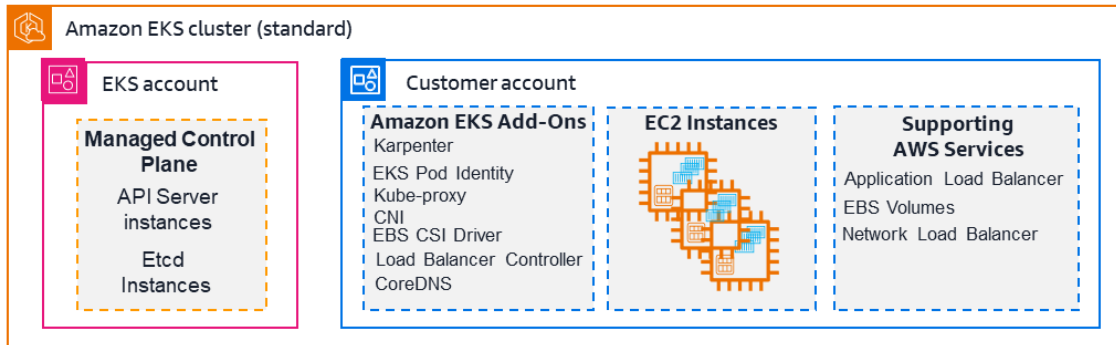 Amazon EKS cluster (standard)
EKS account
Managed Control
Plane
API Server
instances
Etcd
Instances
Customer account
Amazon EKS Add-Ons
Karpenter
EKS Pod Identity
Kube-proxy
CNI
EBS CSI Driver
Load Balancer Controller
CoreDNS
EC2 Instances
Supporting
AWS Services
Application Load Balancer
EBS Volumes
Network Load Balancer